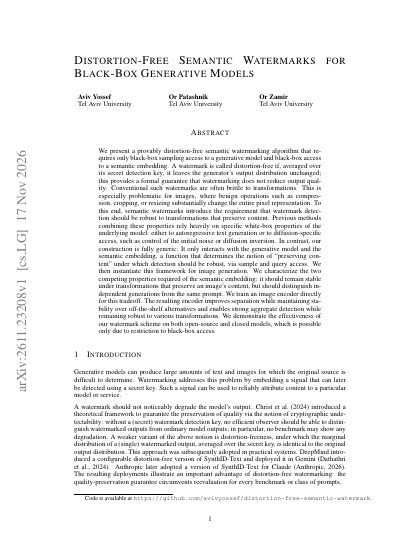 arXiv:2611.23208v1 [cs.LG] 17 Nov 2026
DISTORTION-FREE SEMANTIC WATERMARKS FOR
BLACK-BOX GENERATIVE MODELS
Aviv Yossef Or Patashnik Or Zamir
Tel Aviv University Tel Aviv University Tel Aviv University
ABSTRACT
We present a provably distortion-free semantic watermarking algorithm that re-
quires only black-box sampling access to a generative model and black-box access
to a semantic embedding. A watermark is called distortion-free if, averaged over
its secret detection key, it leaves the generator's output distribution unchanged; this
provides a formal guarantee that watermarking does not reduce output qual-
ity. Conventional such watermarks are often brittle to transformations. This is
especially problematic for images, where benign operations such as compres-
sion, cropping, or resizing substantially change the entire pixel representation. To
this end, semantic watermarks introduce the requirement that watermark detec-
tion should be robust to transformations that preserve content. Previous methods
combining these properties rely heavily on specific white-box properties of the
underlying model: either to autoregressive text generation or to diffusion-specific
access, such as control of the initial noise or diffusion inversion. In contrast, our
construction is fully generic: It only interacts with the generative model and the
semantic embedding, a function that determines the notion of "preserving con-
tent" under which detection should be robust, via sample and query access. We
then instantiate this framework for image generation. We characterize the two
competing properties required of the semantic embedding: it should remain stable
under transformations that preserve an image's content, but should distinguish in-
dependent generations from the same prompt. We train an image encoder directly
for this tradeoff. The resulting encoder improves separation while maintaining sta-
bility over off-the-shelf alternatives and enables strong aggregate detection while
remaining robust to various transformations. We demonstrate the effectiveness of
our watermark scheme on both open-source and closed models, which is possible
only due to restriction to black-box access.
1 INTRODUCTION
Generative models can produce large amounts of text and images for which the original source is
difficult to determine. Watermarking addresses this problem by embedding a signal that can later
be detected using a secret key. Such a signal can be used to reliably attribute content to a particular
model or service.
A watermark should not noticeably degrade the model's output. Christ et al. (2024) introduced a
theoretical framework to guarantee the preservation of quality via the notion of cryptographic unde-
tectability: without a (secret) watermark detection key, no efficient observer should be able to distin-
guish watermarked outputs from ordinary model outputs; in particular, no benchmark may show any
degradation. A weaker variant of the above notion is distortion-freeness, under which the marginal
distribution of a (single) watermarked output, averaged over the secret key, is identical to the original
output distribution. This approach was subsequently adopted in practical systems. DeepMind intro-
duced a configurable distortion-free version of SynthID-Text and deployed it in Gemini (Dathathri
et al., 2024). Anthropic later adopted a version of SynthID-Text for Claude (Anthropic, 2026).
The resulting deployments illustrate an important advantage of distortion-free watermarking: the
quality-preservation guarantee circumvents reevaluation for every benchmark or class of prompts.
Code is available at https://github.com/avivyossef/distortion-free-semantic-watermark.
1